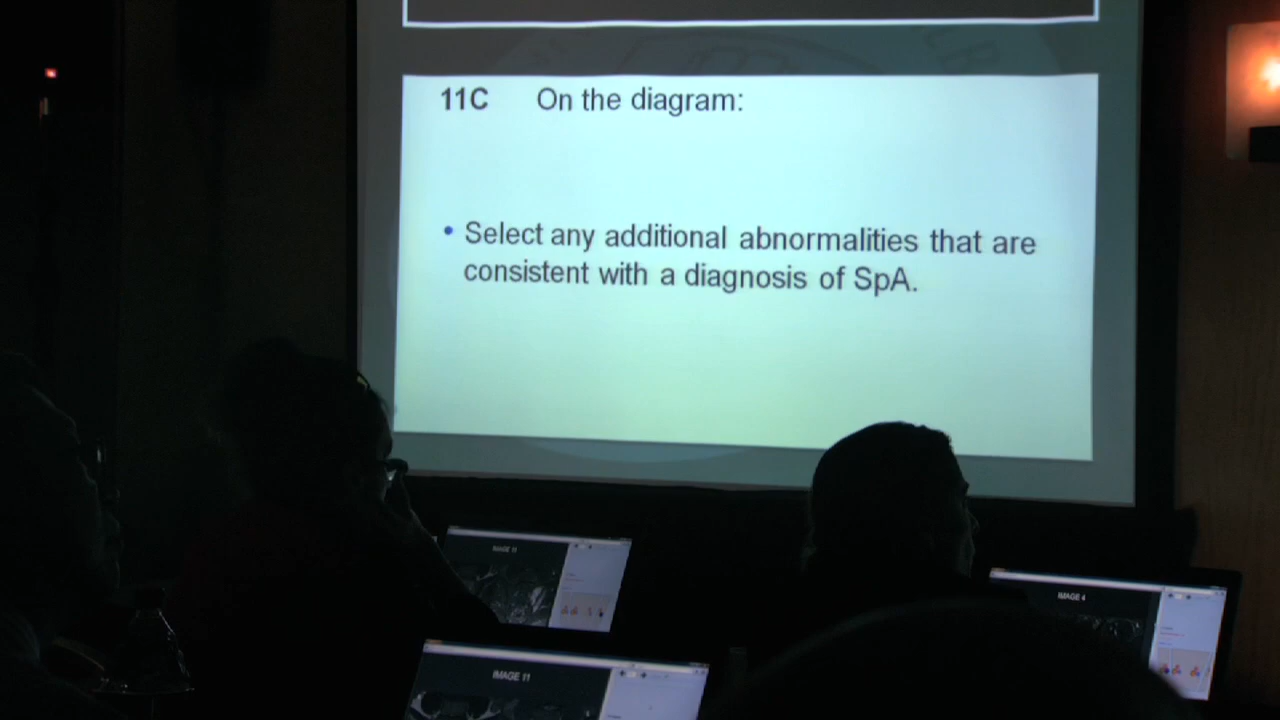 11C On the diagram:
• Select any additional abnormalities that are
consistent with a diagnosis of SpA.
IMAGE 11
IMAGE 4
IMAGE 11